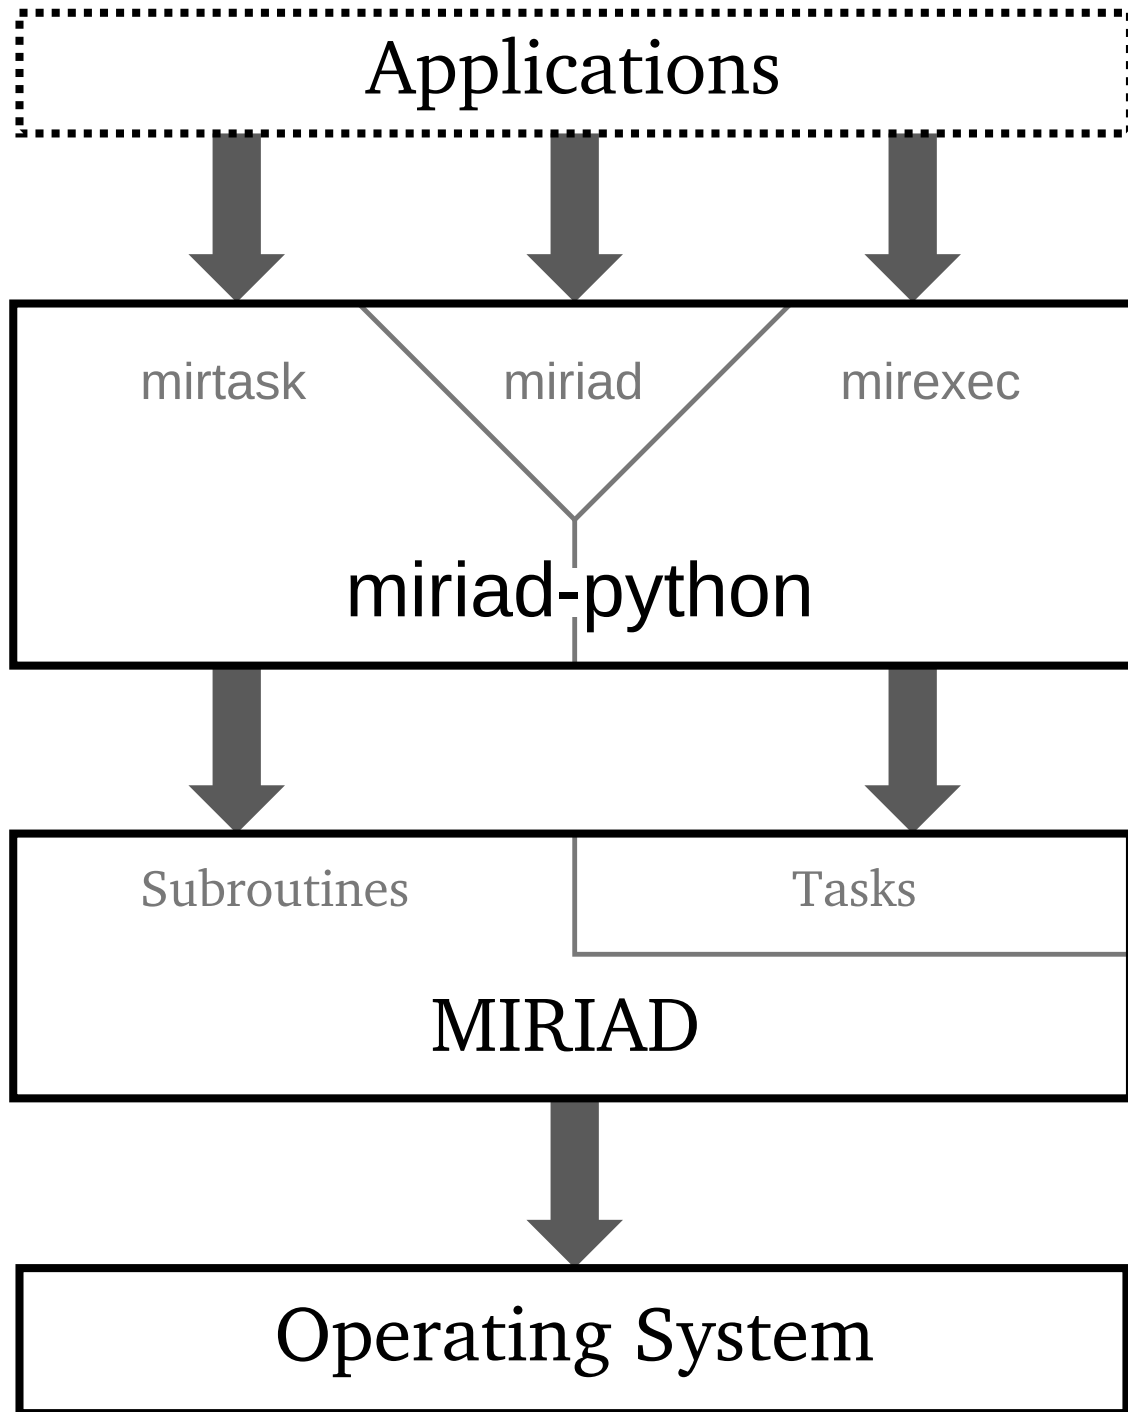 Applications
mirtask miriad mirexec
miriad-python
Subroutines Tasks
MIRIAD
Operating System